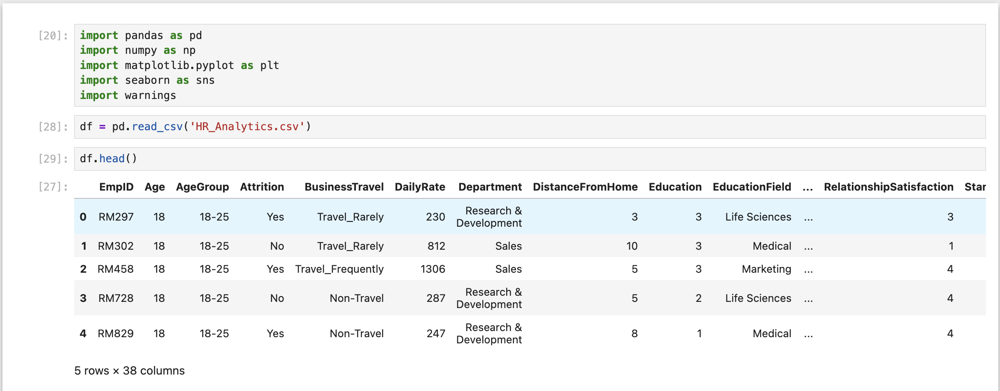 [20]: import pandas as pd
import numpy as np
import matplotlib.pyplot as plt
import seaborn as sns
import warnings
[28]: df = pd.read_csv('HR_Analytics.csv')
[29]: df.head()
[27]: EmpID Age AgeGroup Attrition BusinessTravel DailyRate Department DistanceFromHome Education EducationField ... RelationshipSatisfaction Star
0 RM297 18 18-25 Yes Travel_Rarely 230 Research & Development 3 3 Life Sciences ... 3
1 RM302 18 18-25 No Travel_Rarely 812 Sales 10 3 Medical ... 1
2 RM458 18 18-25 Yes Travel_Frequently 1306 Sales 5 3 Marketing ... 4
3 RM728 18 18-25 No Non-Travel 287 Research & Development 5 2 Life Sciences ... 4
4 RM829 18 18-25 Yes Non-Travel 247 Research & Development 8 1 Medical ... 4
5 rows × 38 columns